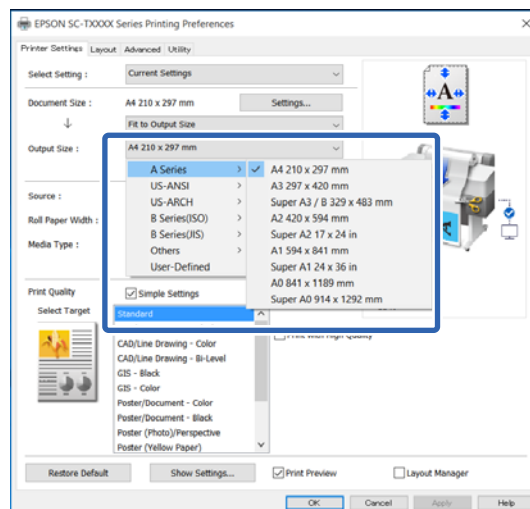 EPSON SC-TXXXX Series Printing Preferences
Printer Settings Layout Advanced Utility
Select Setting : Current Settings
Document Size : A4 210 x 297 mm Settings...
Fit to Output Size
Output Size : A4 210 x 297 mm
A Series
US-ANSI
US-ARCH
B Series(ISO)
B Series(JIS)
Others
User-Defined
A4 210 x 297 mm
A3 297 x 420 mm
Super A3 / B 329 x 483 mm
A2 420 x 594 mm
Super A2 17 x 24 in
A1 594 x 841 mm
Super A1 24 x 36 in
A0 841 x 1189 mm
Super A0 914 x 1292 mm
Source :
Roll Paper Width :
Media Type :
A
Print Quality
Simple Settings
Select Target
Standard
CAD/Line Drawing - Color
CAD/Line Drawing - Bi-Level
GIS - Black
GIS - Color
Poster/Document - Color
Poster/Document - Black
Poster (Photo)/Perspective
Poster (Yellow Paper)
Print with High Quality
Restore Default Show Settings... Print Preview Layout Manager
OK Cancel Apply Help